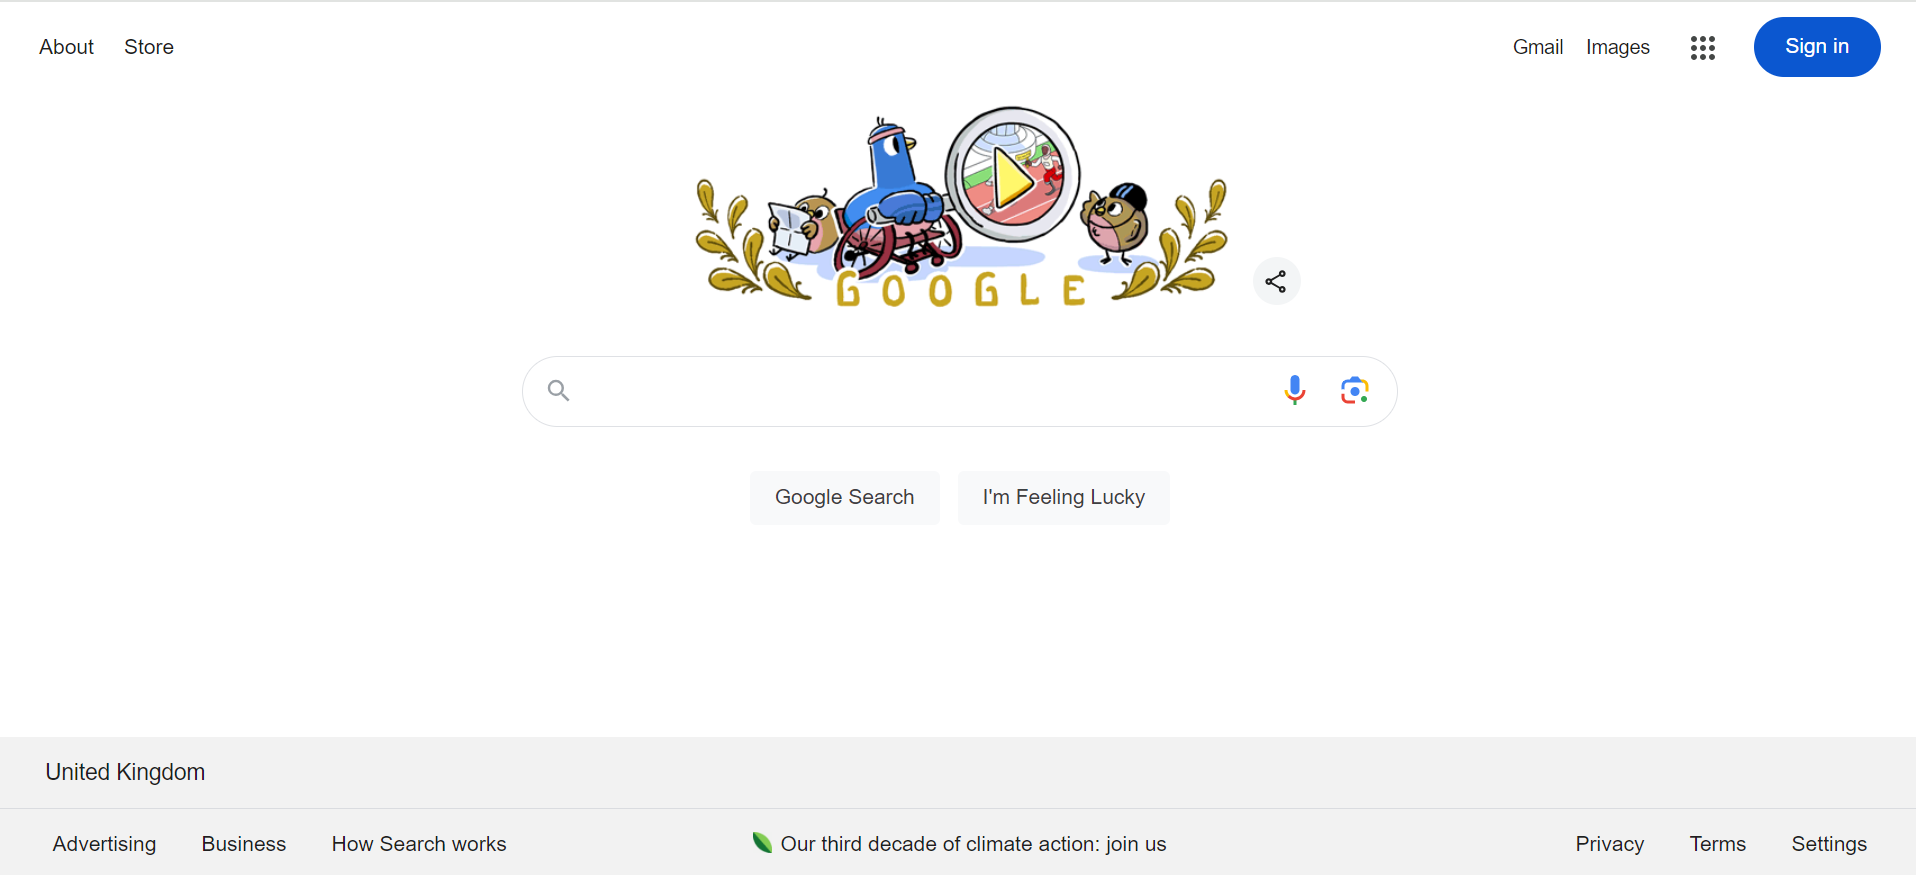 About Store Gmail Images Sign in
GOOGLE
Google Search I'm Feeling Lucky
United Kingdom
Advertising Business How Search works Our third decade of climate action: join us Privacy Terms Settings